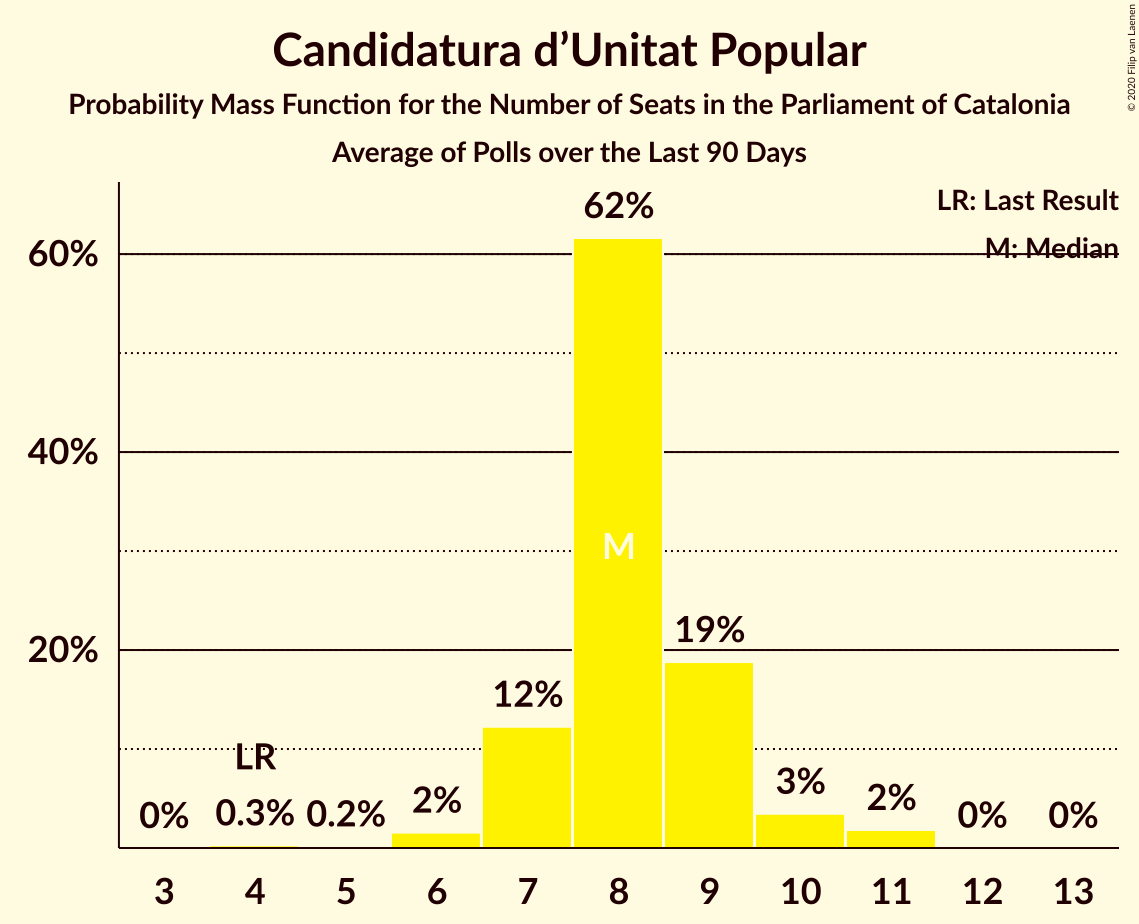 Candidatura d’Unitat Popular
Probability Mass Function for the Number of Seats in the Parliament of Catalonia
Average of Polls over the Last 90 Days
© 2020 Filip van Laenen
LR: Last Result
M: Median
62%
60%
40%
M
19%
20%
12%
LR
3%
2%
2%
0%
0.3%
0.2%
0%
0%
3 4 5 6 7 8 9 10 11 12 13